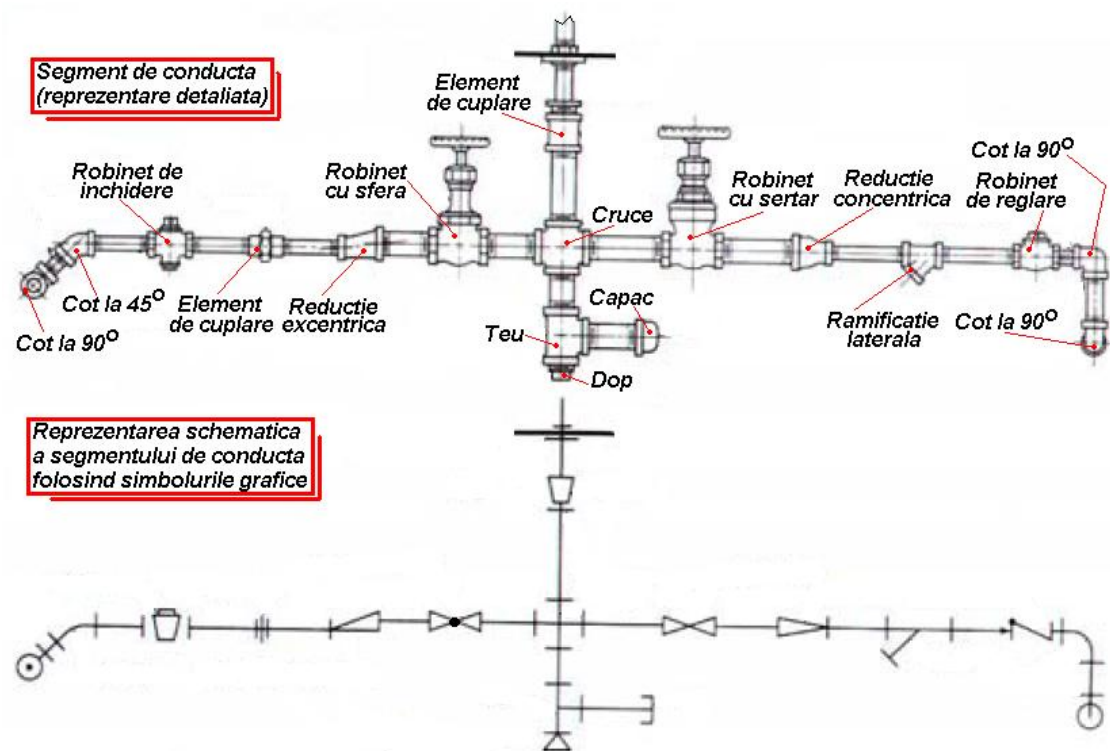 Segment de conducta
(reprezentare detaliata)
Element
de cuplare
Robinet de
inchidere
Robinet
cu sfera
Cruce
Robinet
cu sertar
Reductie
concentrica
Cot la 90°
Robinet
de reglare
Cot la 90°
Cot la 45°
Element
de cuplare
Reducţie
excentrica
Teu
Capac
Dop
Ramificatie
laterala
Cot la 90°
Reprezentarea schematica
a segmentului de conducta
folosind simbolurile grafice